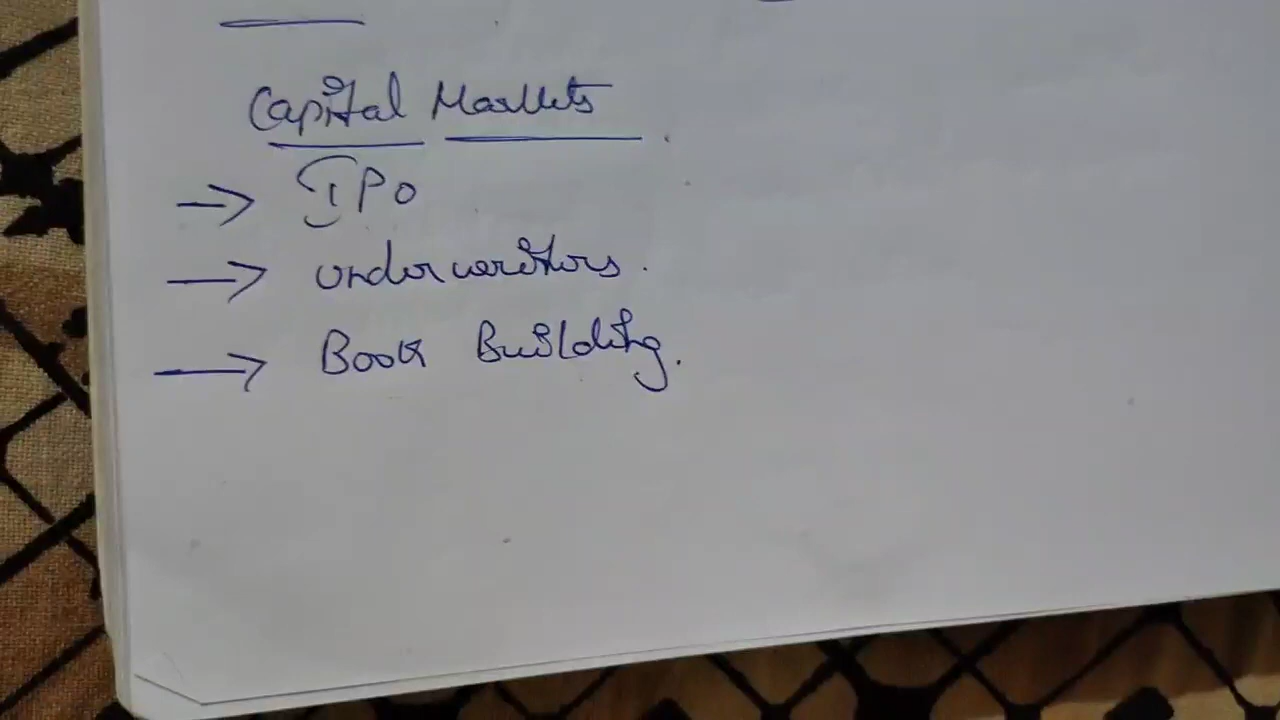 Capital Markets.
→ IPO
→ underwriters.
→ Book Building.